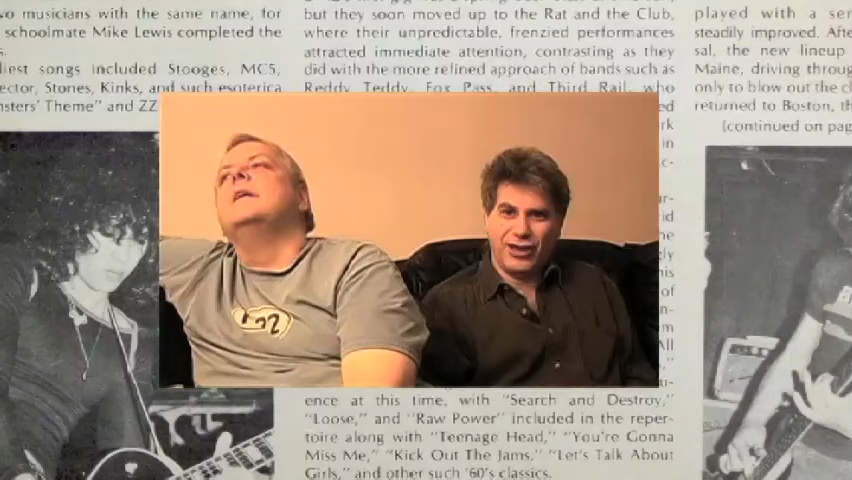 wo musicians with the same name, for
schoolmate Mike Lewis completed the
s.
liest songs included Stooges, MC5,
ector, Stones, Kinks, and such esoterica
nsters' Theme" and ZZ
but they soon moved up to the Rat and the Club,
where their unpredictable, frenzied performances
attracted immediate attention, contrasting as they
did with the more refined approach of bands such as
Reddy Teddy, Fox Pass, and Third Rail, who
ence at this time, with "Search and Destroy,"
"Loose," and "Raw Power" included in the reper-
toire along with "Teenage Head," "You're Gonna
Miss Me," "Kick Out The Jams," "Let's Talk About
Girls," and other such '60's classics.
played with a ser
steadily improved. Afte
sal, the new lineup
Maine, driving throug
only to blow out the cl
returned to Boston, th
(continued on pag